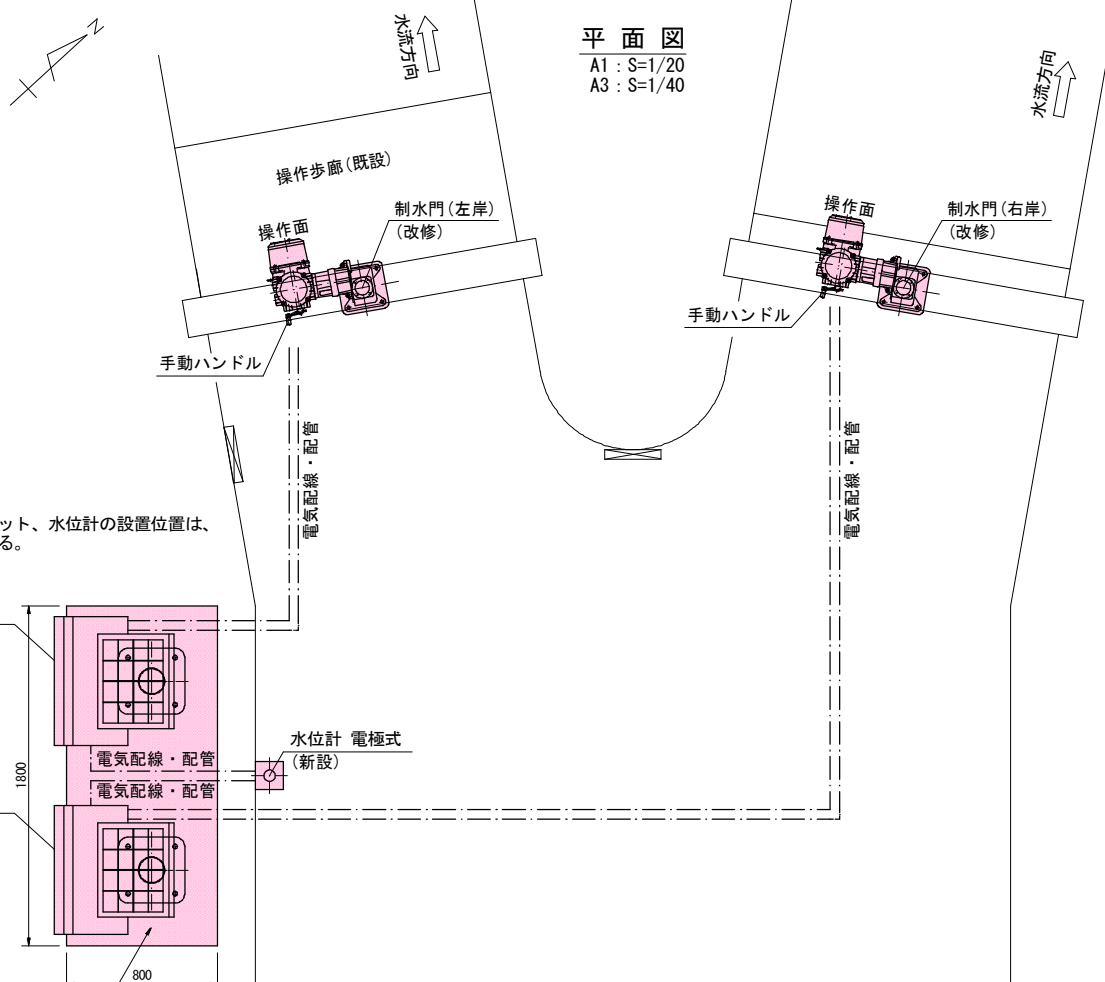 N
水流方向
平面図
A1 : S=1/20
A3 : S=1/40
水流方向
操作歩廊(既設)
操作面
制水門(左岸)
(改修)
操作面
制水門(右岸)
(改修)
手動ハンドル
手動ハンドル
電気配線・配管
電気配線・配管
ット、水位計の設置位置は、
る。
水位計 電極式
(新設)
電気配線・配管
電気配線・配管
1800
800